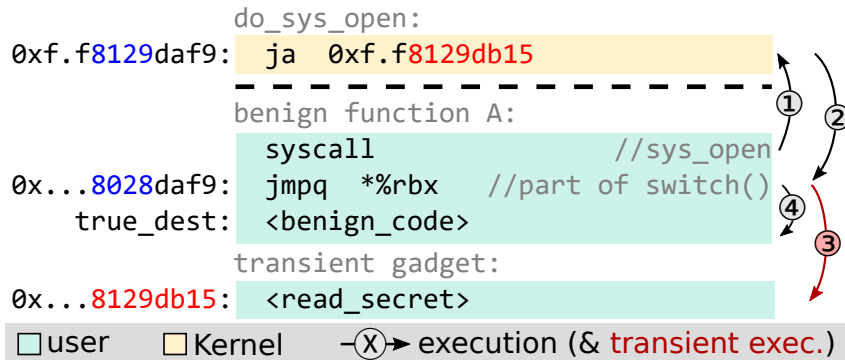 do_sys_open:
0xf.f8129daf9: ja 0xf.f8129db15
benign function A:
syscall //sys_open
0x...8028daf9: jmpq *%rbx //part of switch()
true_dest: <benign_code>
transient gadget:
0x...8129db15: <read_secret>
1
2
4
3
user Kernel X execution (& transient exec.)